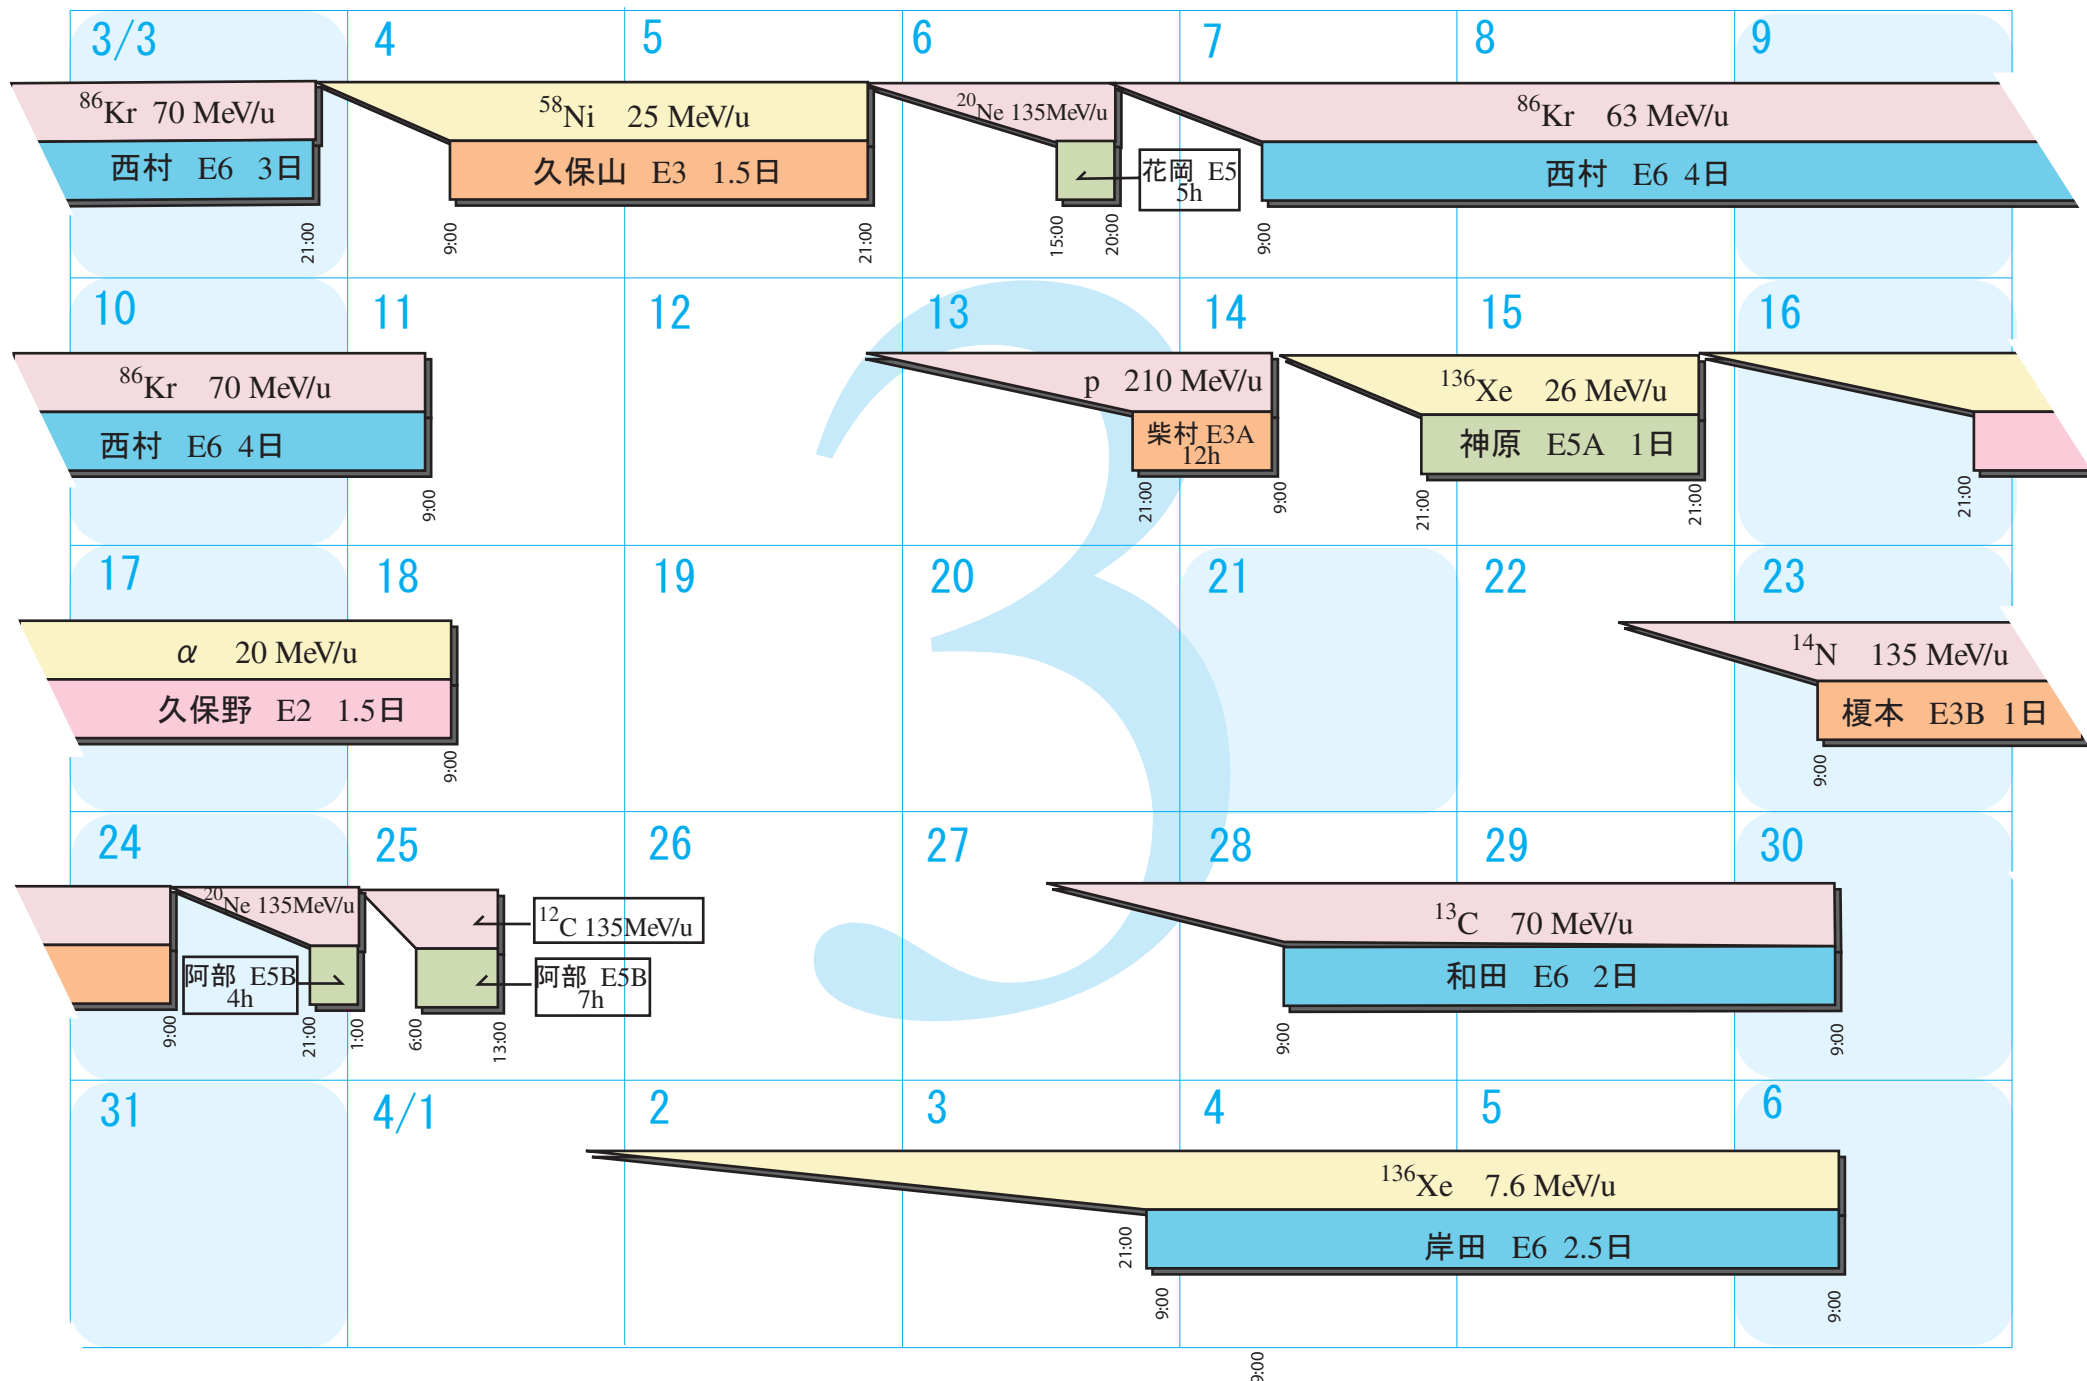 3/3 4 5 6 7 8 9
⁸⁶Kr 70 MeV/u
西村 E6 3日
21:00
⁵⁸Ni 25 MeV/u
久保山 E3 1.5日
9:00
21:00
²⁰Ne 135MeV/u
花岡 E5
5h
15:00
20:00
⁸⁶Kr 63 MeV/u
西村 E6 4日
9:00
10 11 12 13 14 15 16
⁸⁶Kr 70 MeV/u
西村 E6 4日
9:00
p 210 MeV/u
柴村 E3A
12h
21:00
9:00
¹³⁶Xe 26 MeV/u
神原 E5A 1日
21:00
21:00
21:00
17 18 19 20 21 22 23
α 20 MeV/u
久保野 E2 1.5日
9:00
¹⁴N 135 MeV/u
榎本 E3B 1日
9:00
3
24 25 26 27 28 29 30
9:00
²⁰Ne 135MeV/u
阿部 E5B
4h
21:00
1:00
¹²C 135MeV/u
阿部 E5B
7h
6:00
13:00
¹³C 70 MeV/u
和田 E6 2日
9:00
9:00
31 4/1 2 3 4 5 6
¹³⁶Xe 7.6 MeV/u
岸田 E6 2.5日
21:00
9:00
9:00
9:00